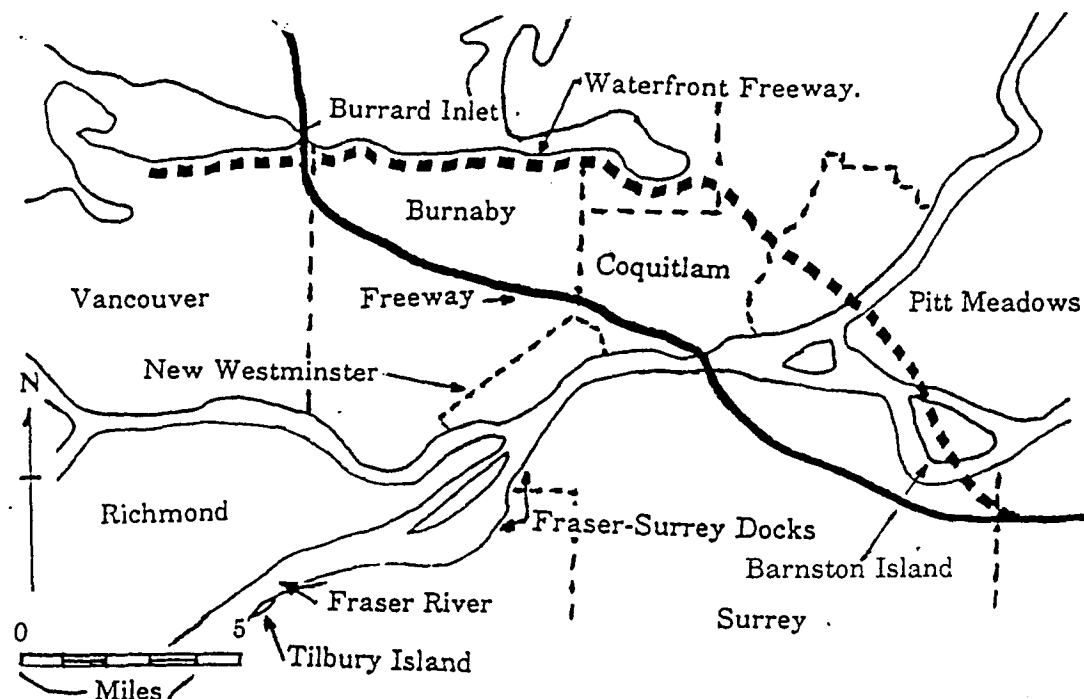 Waterfront Freeway.
Burrard Inlet
Burnaby
Coquitlam
Vancouver
Freeway
Pitt Meadows
New Westminster
N
Richmond
Fraser-Surrey Docks
Barnston Island
Fraser River
Surrey
0 5
Tilbury Island
Miles